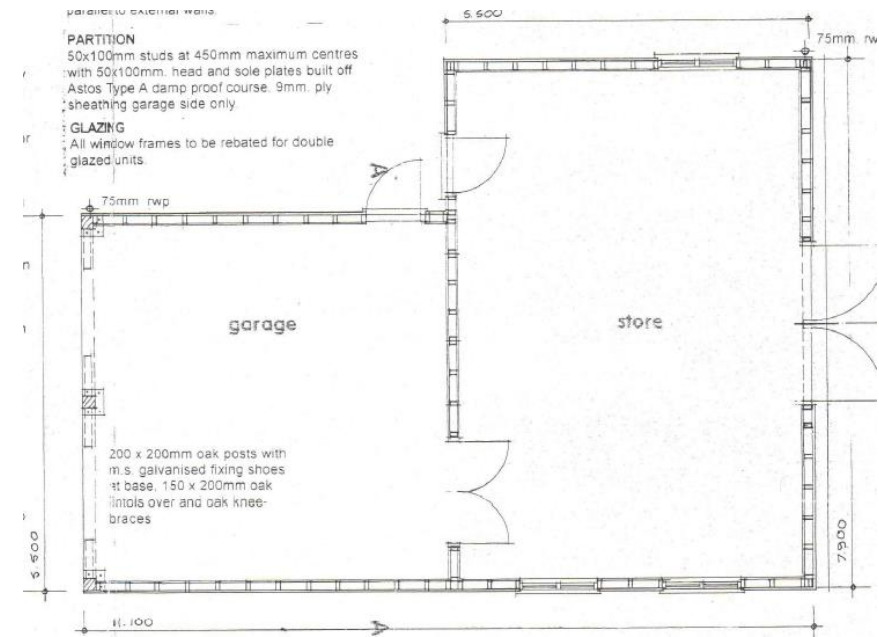 parallel to external walls.
PARTITION
50x100mm studs at 450mm maximum centres
with 50x100mm. head and sole plates built off
Astos Type A damp proof course. 9mm. ply
sheathing garage side only.
GLAZING
All window frames to be rebated for double
glazed units.
5.500
75mm. rw
75mm. rwp
A
garage
store
200 x 200mm oak posts with
m.s. galvanised fixing shoes
at base, 150 x 200mm oak
lintols over and oak knee-
braces
5.500
7.900
11.100
A